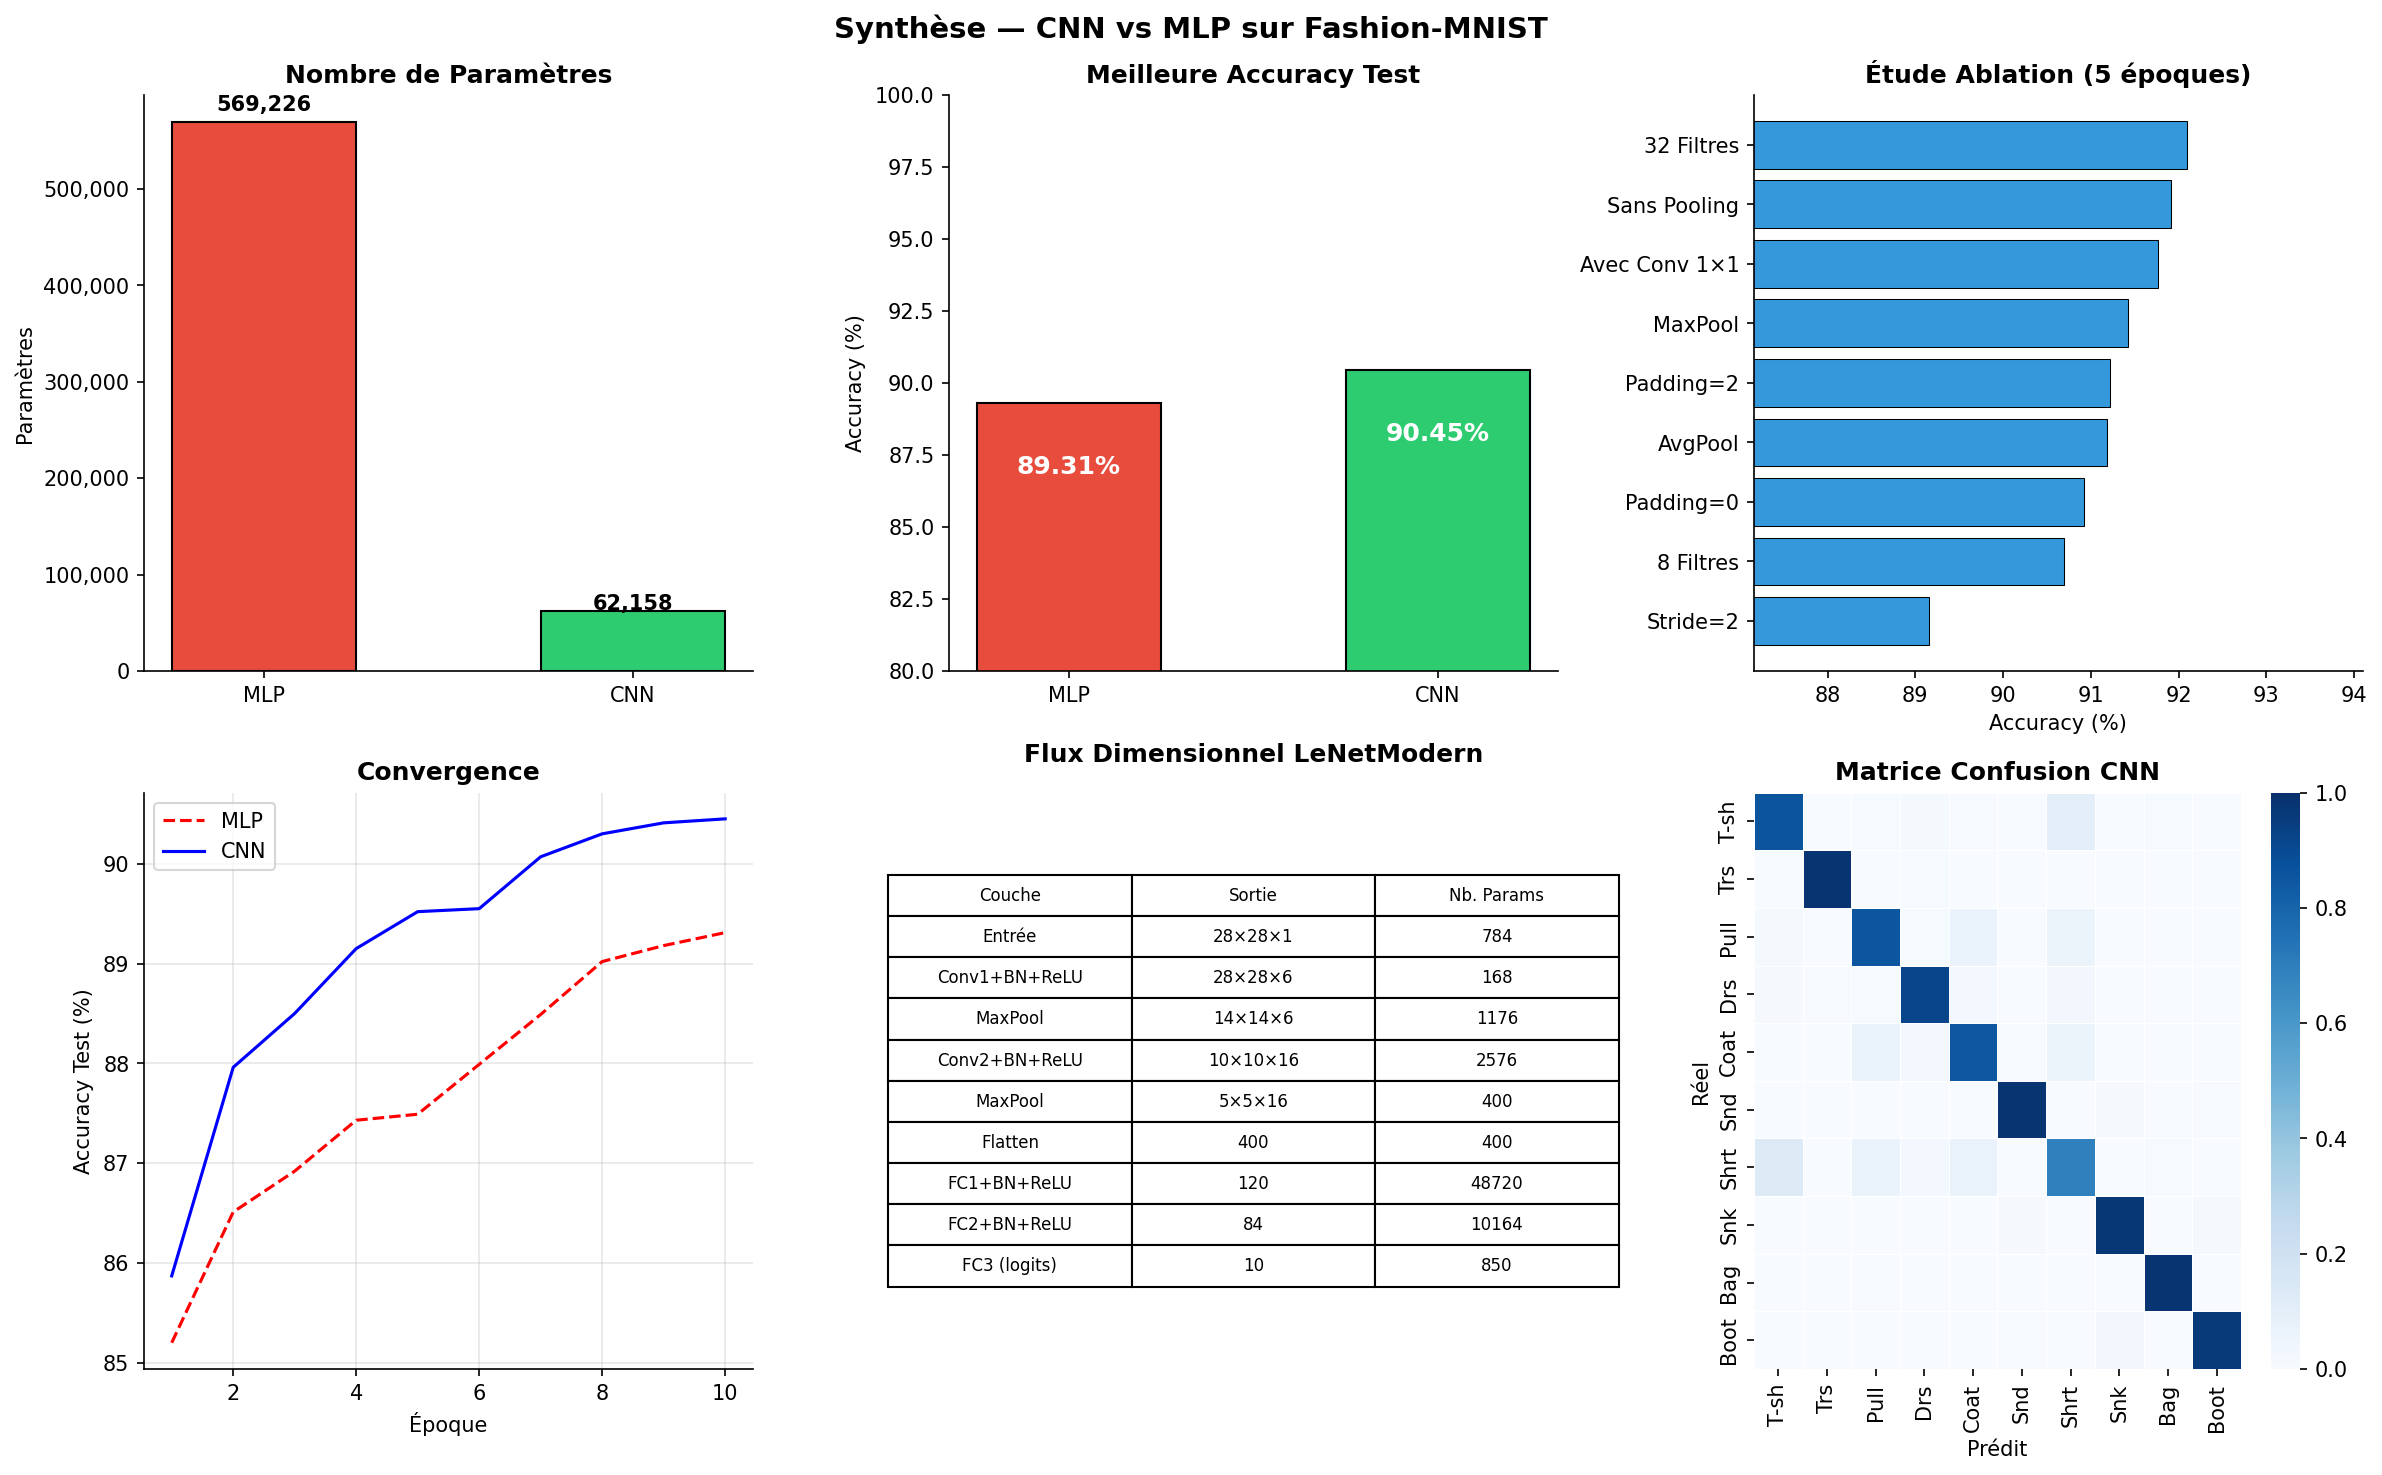 Synthèse — CNN vs MLP sur Fashion-MNIST
Nombre de Paramètres
569,226
62,158
500,000
400,000
300,000
200,000
100,000
0
Paramètres
MLP
CNN
Meilleure Accuracy Test
100.0
97.5
95.0
92.5
90.0
87.5
85.0
82.5
80.0
Accuracy (%)
89.31%
90.45%
MLP
CNN
Étude Ablation (5 époques)
32 Filtres
Sans Pooling
Avec Conv 1×1
MaxPool
Padding=2
AvgPool
Padding=0
8 Filtres
Stride=2
88 89 90 91 92 93 94
Accuracy (%)
Convergence
MLP
CNN
90
89
88
87
86
85
Accuracy Test (%)
2 4 6 8 10
Époque
Flux Dimensionnel LeNetModern
Couche Sortie Nb. Params
Entrée 28×28×1 784
Conv1+BN+ReLU 28×28×6 168
MaxPool 14×14×6 1176
Conv2+BN+ReLU 10×10×16 2576
MaxPool 5×5×16 400
Flatten 400 400
FC1+BN+ReLU 120 48720
FC2+BN+ReLU 84 10164
FC3 (logits) 10 850
Matrice Confusion CNN
Réel
T-sh
Trs
Pull
Drs
Coat
Snd
Shrt
Snk
Bag
Boot
T-sh Trs Pull Drs Coat Snd Shrt Snk Bag Boot
Prédit
1.0
0.8
0.6
0.4
0.2
0.0